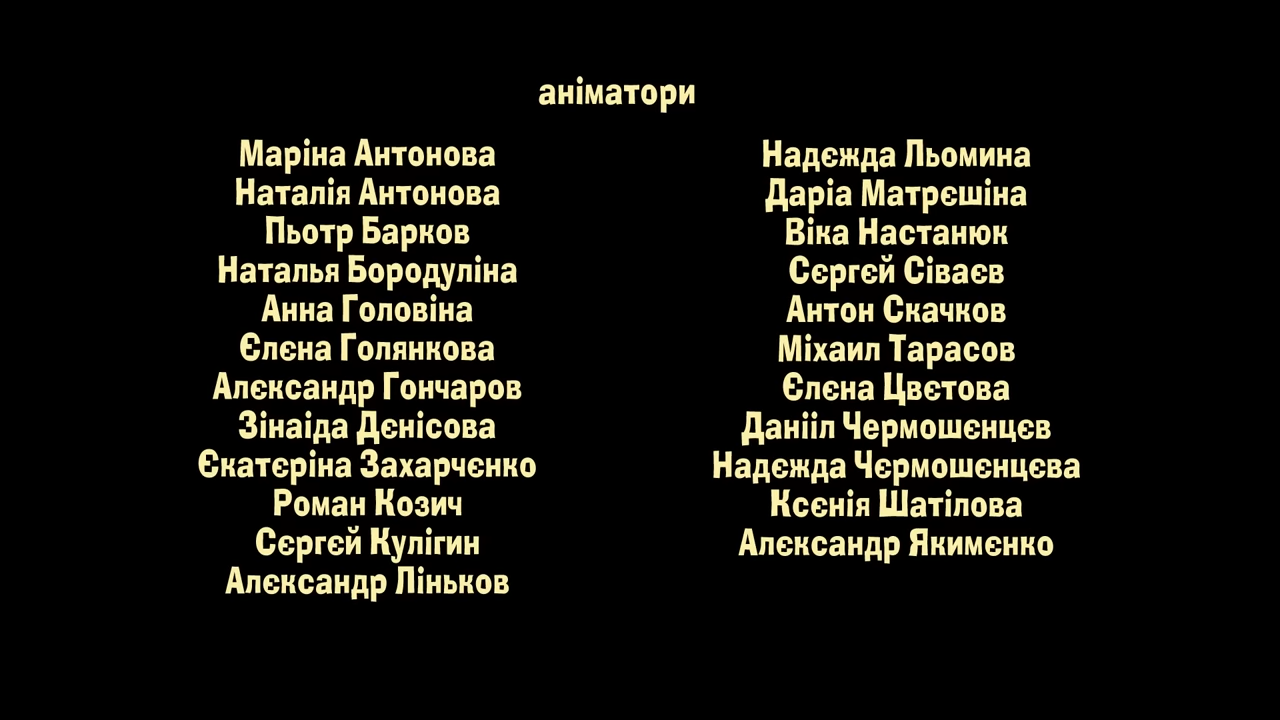 аніматори
Маріна Антонова
Наталія Антонова
Пьотр Барков
Наталья Бородуліна
Анна Головіна
Єлєна Голянкова
Алєксандр Гончаров
Зінаіда Дєнісова
Єкатєріна Захарчєнко
Роман Козич
Сєргєй Кулігин
Алєксандр Ліньков
Надєжда Льомина
Даріа Матрєшіна
Віка Настанюк
Сєргєй Сіваєв
Антон Скачков
Міхаил Тарасов
Єлєна Цвєтова
Данііл Чермошєнцєв
Надєжда Чєрмошєнцєва
Ксєнія Шатілова
Алєксандр Якимєнко